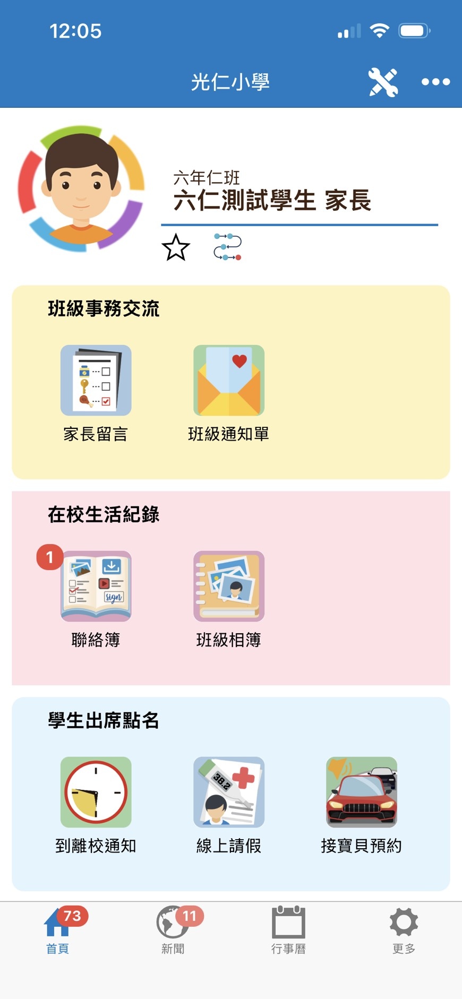 12:05
光仁小學
六年仁班
六仁測試學生 家長
班級事務交流
家長留言
班級通知單
在校生活紀錄
1
sign
聯絡簿
班級相簿
學生出席點名
38.2
到離校通知
線上請假
接寶貝預約
73
11
首頁
新聞
行事曆
更多